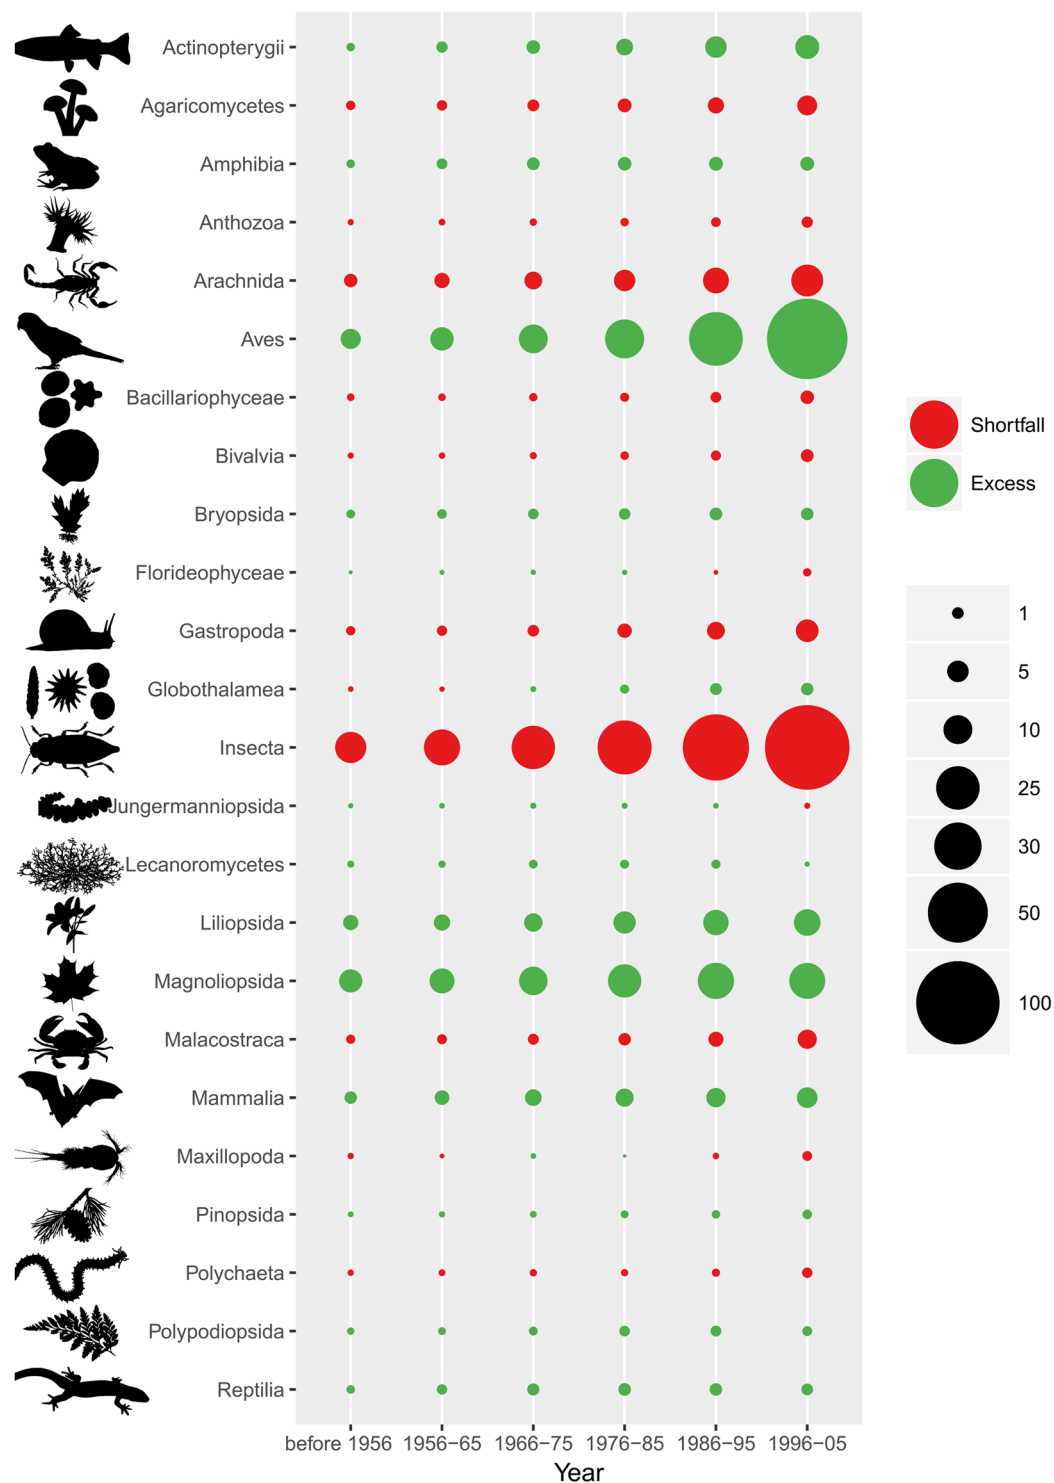 Actinopterygii
Agaricomycetes
Amphibia
Anthozoa
Arachnida
Aves
Bacillariophyceae
Bivalvia
Bryopsida
Florideophyceae
Gastropoda
Globothalamea
Insecta
Jungermanniopsida
Lecanoromycetes
Liliopsida
Magnoliopsida
Malacostraca
Mammalia
Maxillopoda
Pinopsida
Polychaeta
Polypodiopsida
Reptilia
before 1956 1956−65 1966−75 1976−85 1986−95 1996−05
Year
Shortfall
Excess
1
5
10
25
30
50
100